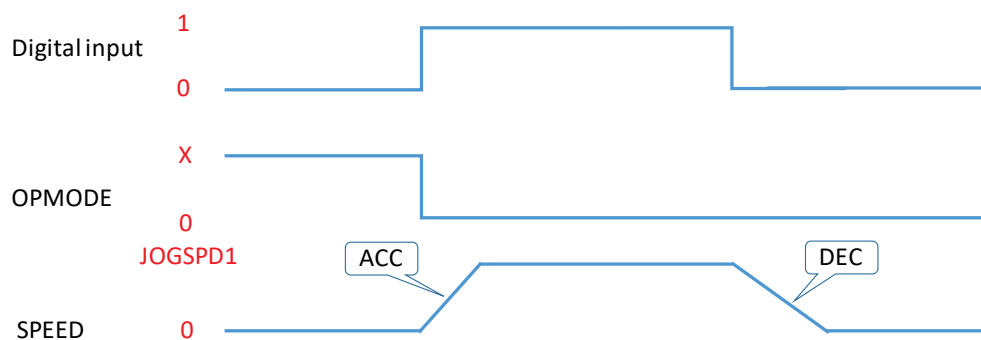 1
Digital input
0
X
OPMODE
0
JOGSPD1
ACC
DEC
SPEED 0